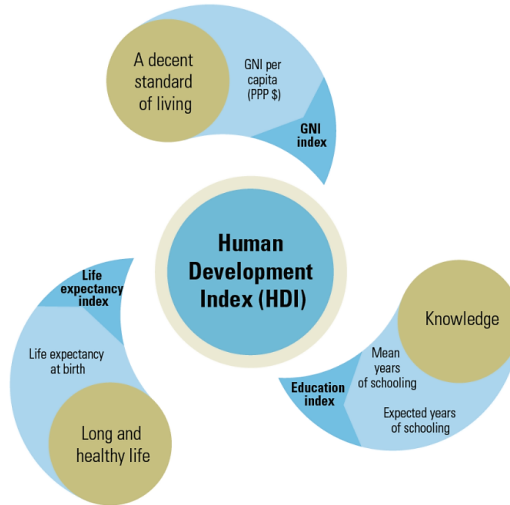 A decent
standard
of living
GNI per
capita
(PPP $)
GNI
index
Human
Development
Index (HDI)
Life
expectancy
index
Life expectancy
at birth
Long and
healthy life
Knowledge
Mean
years
of schooling
Expected years
of schooling
Education
index